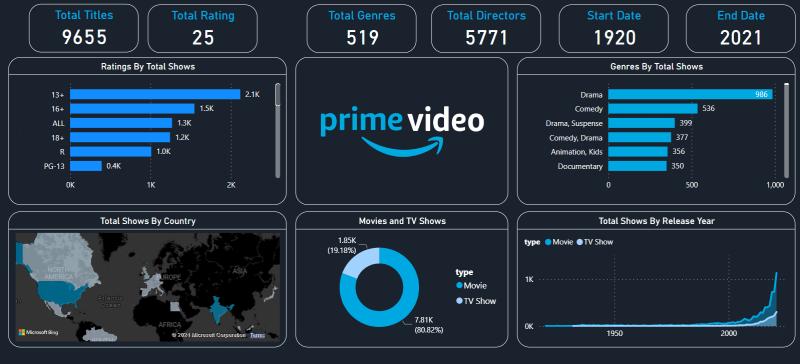 Total Titles
9655
Total Rating
25
Total Genres
519
Total Directors
5771
Start Date
1920
End Date
2021
Ratings By Total Shows
13+
2.1K
16+
1.5K
ALL
1.3K
18+
1.2K
R
1.0K
PG-13
0.4K
0K
1K
2K
prime video
Genres By Total Shows
Drama
986
Comedy
536
Drama, Suspense
399
Comedy, Drama
377
Animation, Kids
356
Documentary
350
0
500
1,000
Total Shows By Country
NORTH
AMERICA
EUROPE
ASIA
Atlantic
Ocean
AFRICA
Microsoft Bing
© 2024 Microsoft Corporation Terms
Movies and TV Shows
1.85K
(19.18%)
7.81K
(80.82%)
type
Movie
TV Show
Total Shows By Release Year
type Movie TV Show
1K
0K
1950
2000